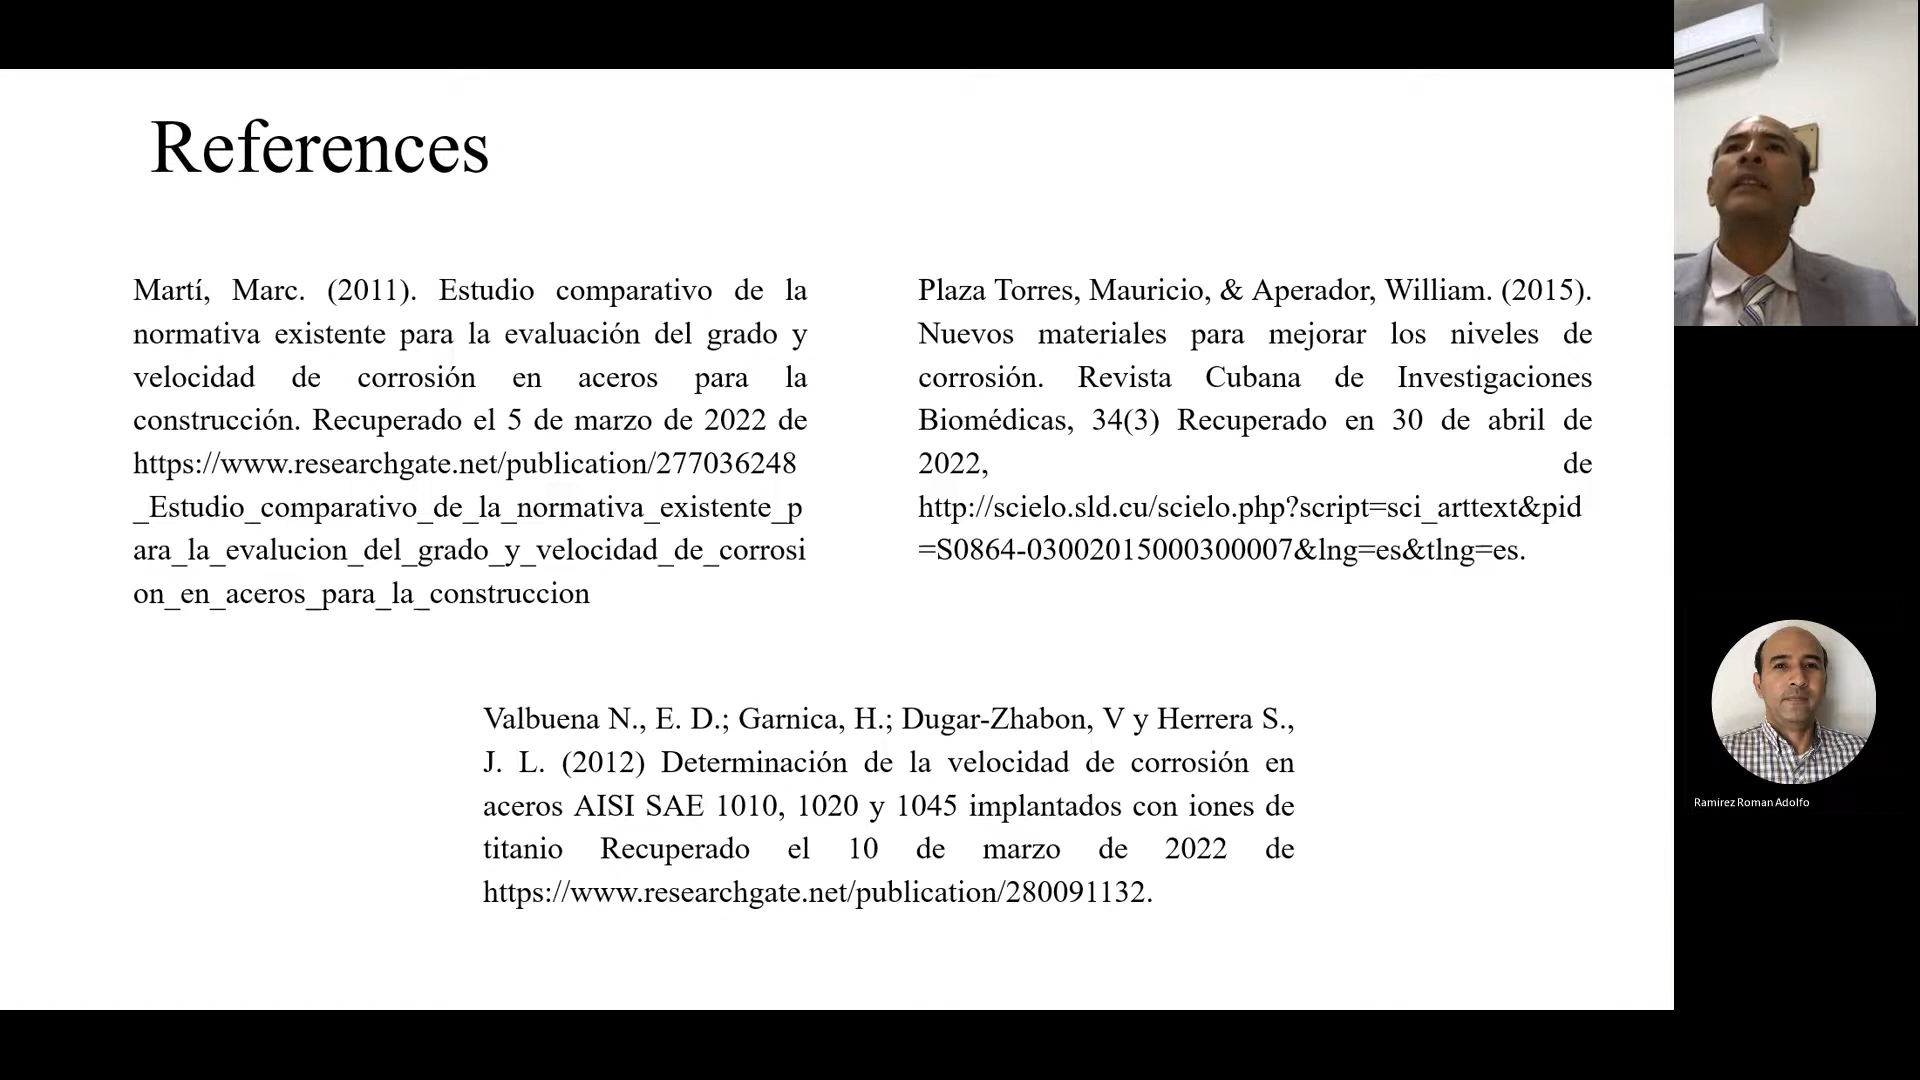 References
Martí, Marc. (2011). Estudio comparativo de la
normativa existente para la evaluación del grado y
velocidad de corrosión en aceros para la
construcción. Recuperado el 5 de marzo de 2022 de
https://www.researchgate.net/publication/277036248
_Estudio_comparativo_de_la_normativa_existente_p
ara_la_evalucion_del_grado_y_velocidad_de_corrosi
on_en_aceros_para_la_construccion
Plaza Torres, Mauricio, & Aperador, William. (2015).
Nuevos materiales para mejorar los niveles de
corrosión. Revista Cubana de Investigaciones
Biomédicas, 34(3) Recuperado en 30 de abril de
2022, de
http://scielo.sld.cu/scielo.php?script=sci_arttext&pid
=S0864-03002015000300007&lng=es&tlng=es.
Valbuena N., E. D.; Garnica, H.; Dugar-Zhabon, V y Herrera S.,
J. L. (2012) Determinación de la velocidad de corrosión en
aceros AISI SAE 1010, 1020 y 1045 implantados con iones de
titanio Recuperado el 10 de marzo de 2022 de
https://www.researchgate.net/publication/280091132.
Ramirez Roman Adolfo